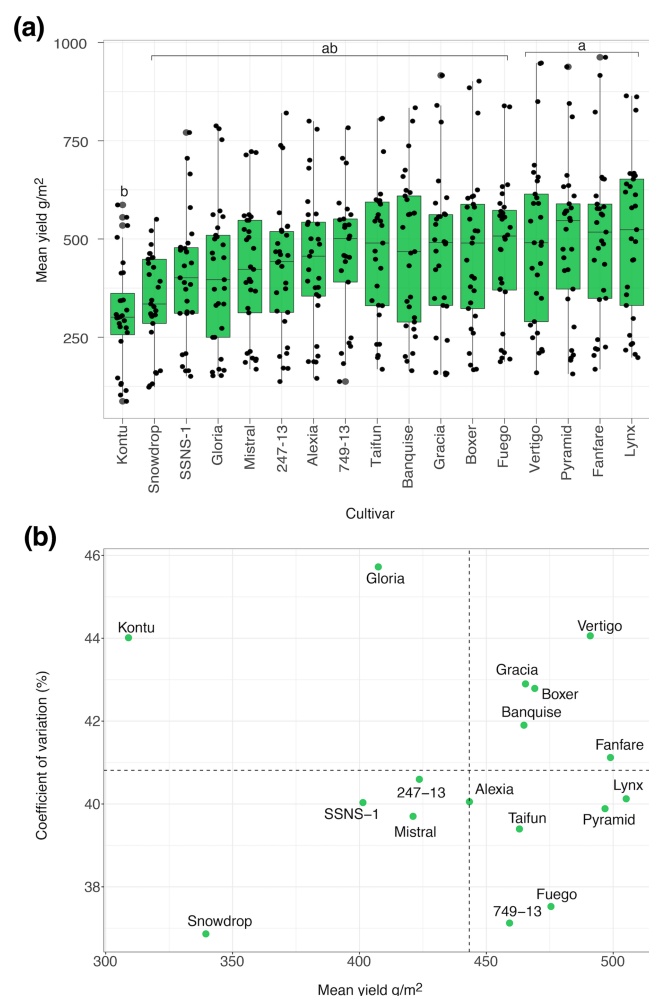 (a)
ab
a
b
1000
750
500
250
Mean yield g/m2
Kontu
Snowdrop
SSNS-1
Gloria
Mistral
247-13
Alexia
749-13
Taifun
Banquise
Gracia
Boxer
Fuego
Vertigo
Pyramid
Fanfare
Lynx
Cultivar
(b)
46
44
42
40
38
Coefficient of variation (%)
Gloria
Kontu
Vertigo
Gracia
Boxer
Banquise
Fanfare
247−13
Alexia
Lynx
SSNS−1
Mistral
Taifun
Pyramid
Fuego
749−13
Snowdrop
300
350
400
450
500
Mean yield g/m²